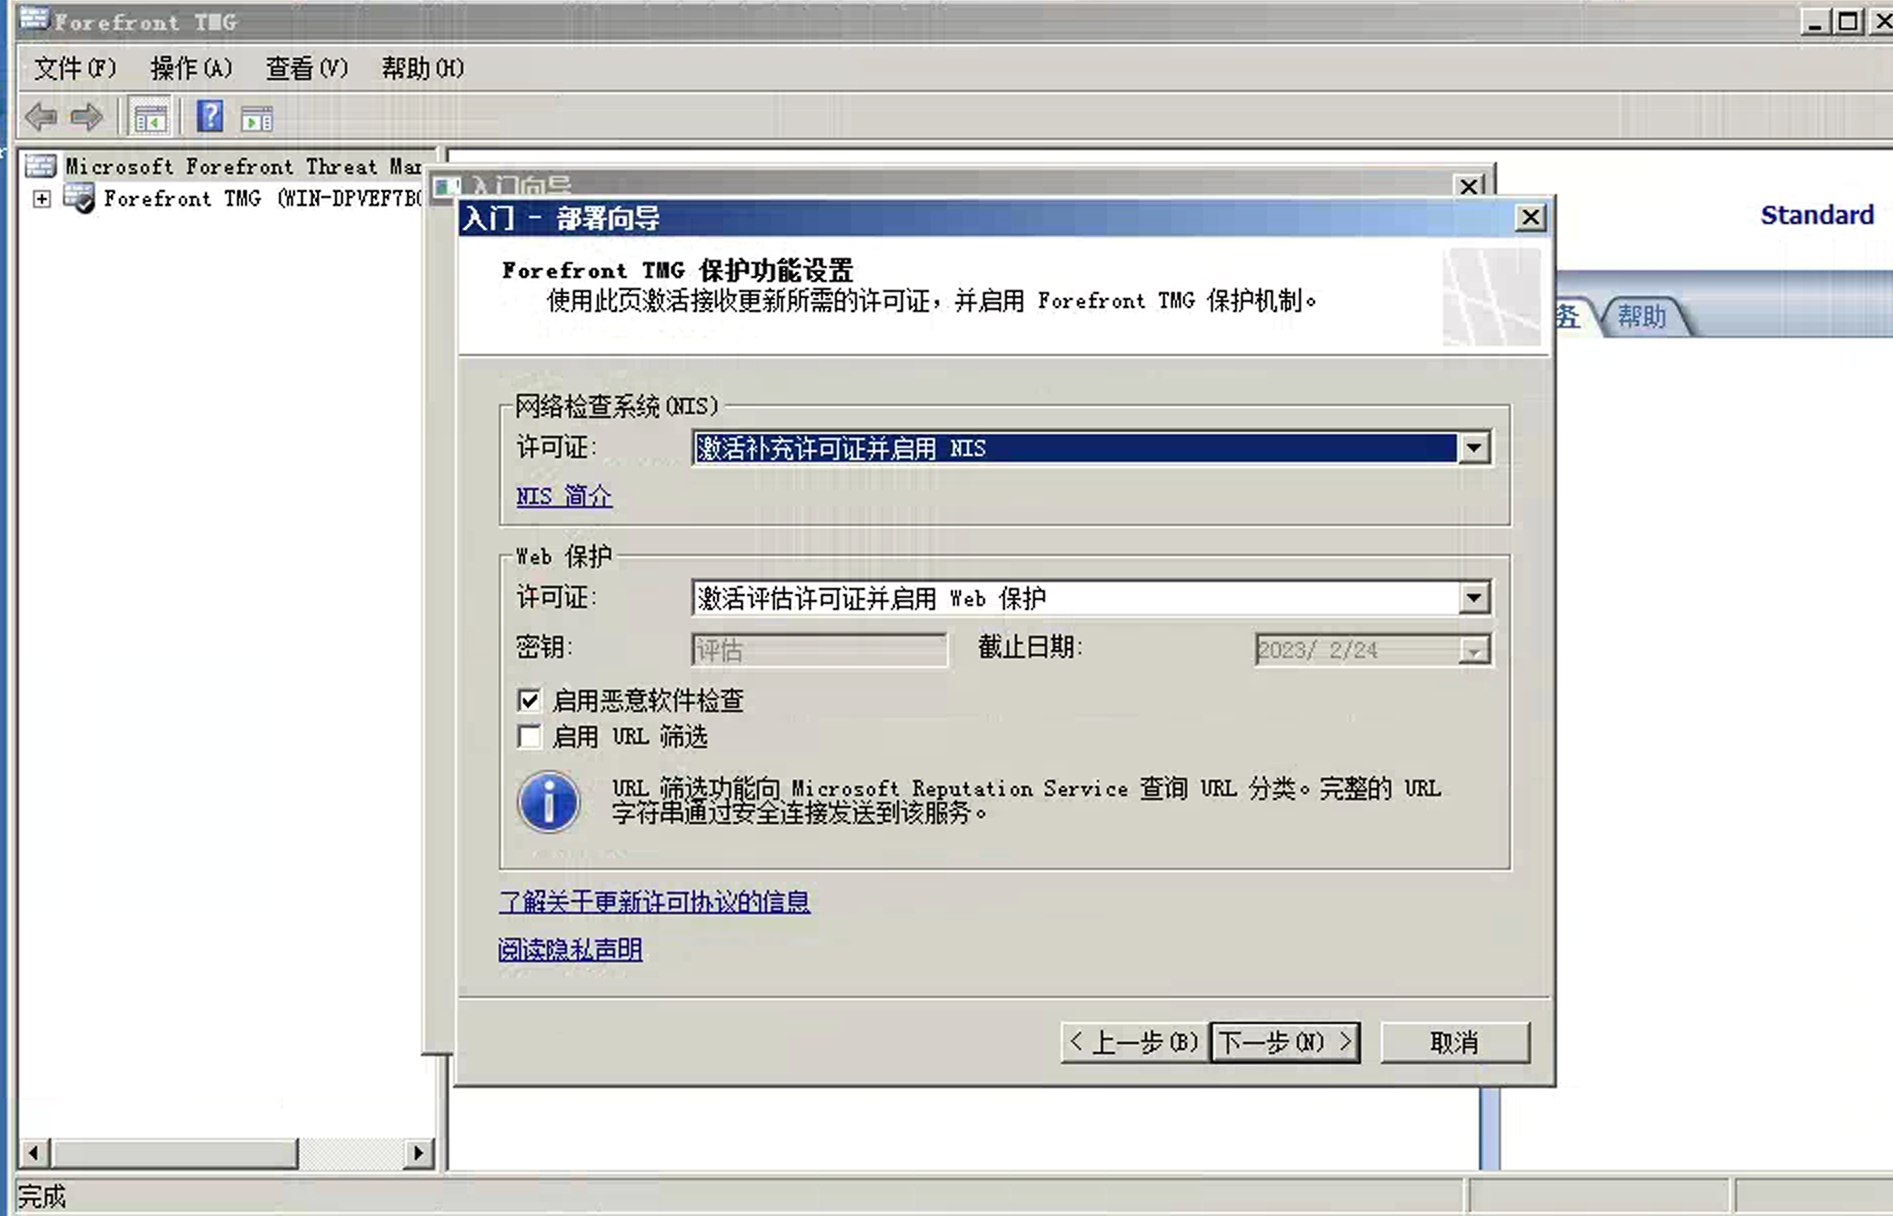 Forefront TMG
文件(F) 操作(A) 查看(V) 帮助(H)
Microsoft Forefront Threat Man
Forefront TMG (WIN-DPVEF7B
入门向导
入门 - 部署向导
Standard
Forefront TMG 保护功能设置
使用此页激活接收更新所需的许可证，并启用 Forefront TMG 保护机制。
务 帮助
网络检查系统(NIS)
许可证: 激活补充许可证并启用 NIS
NIS 简介
Web 保护
许可证: 激活评估许可证并启用 Web 保护
密钥: 评估 截止日期: 2023/ 2/24
启用恶意软件检查
启用 URL 筛选
URL 筛选功能向 Microsoft Reputation Service 查询 URL 分类。完整的 URL
字符串通过安全连接发送到该服务。
了解关于更新许可协议的信息
阅读隐私声明
< 上一步(B) 下一步(N) > 取消
完成